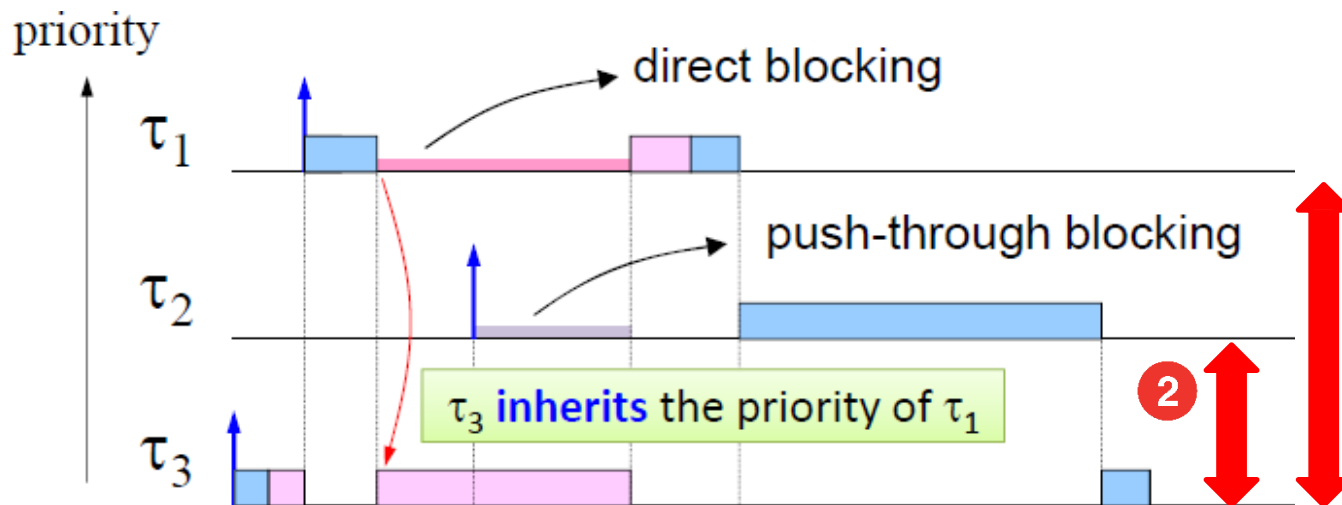 priority
direct blocking
τ1
push-through blocking
τ2
2
τ3 inherits the priority of τ1
τ3